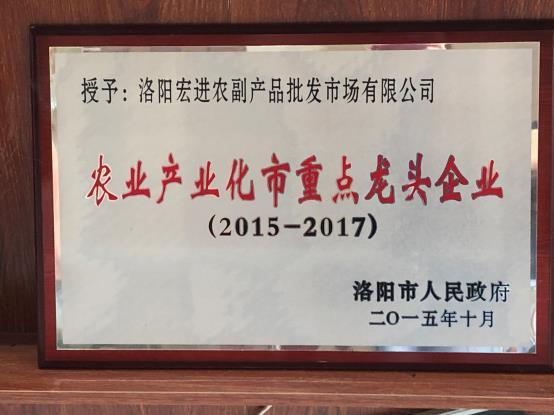 授予：洛阳宏进农副产品批发市场有限公司
农业产业化市重点龙头企业
(2015-2017)
洛阳市人民政府
二〇一五年十月